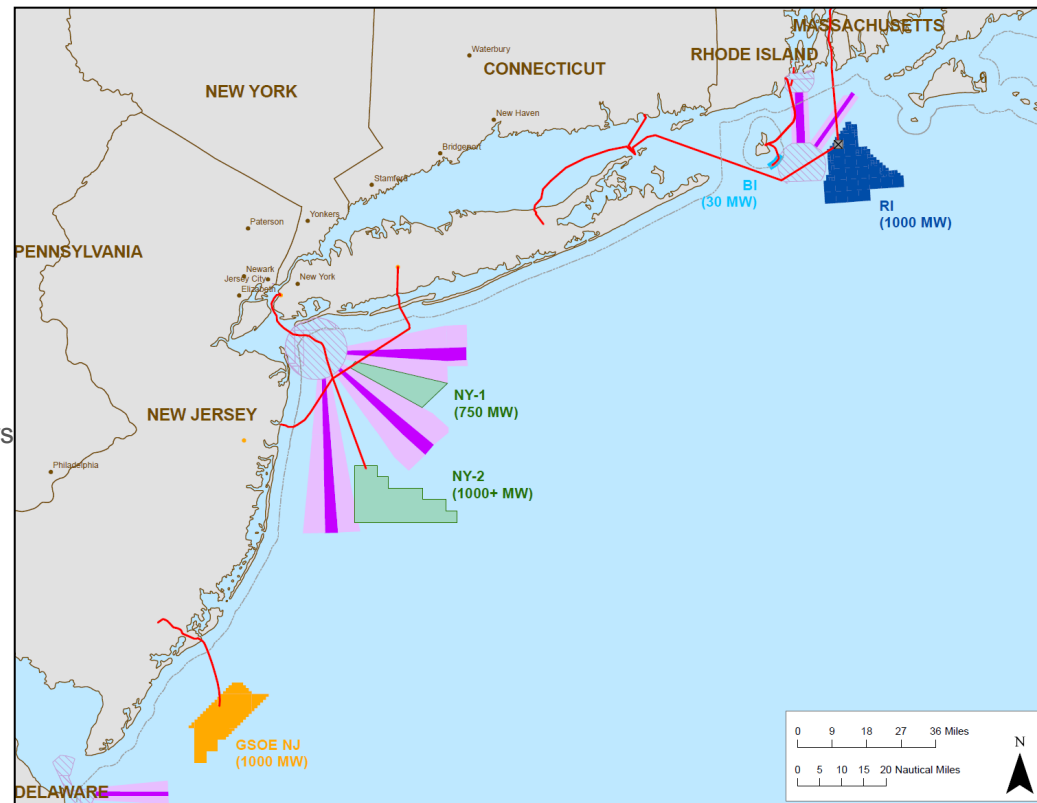 MASSACHUSETTS
RHODE ISLAND
Waterbury
CONNECTICUT
NEW YORK
New Haven
Bridgeport
Stamford
BI
(30 MW)
RI
(1000 MW)
Paterson
Yonkers
PENNSYLVANIA
Newark
Jersey City
New York
Elizabeth
NY-1
(750 MW)
NEW JERSEY
TS
Philadelphia
NY-2
(1000+ MW)
GSOE NJ
(1000 MW)
0 9 18 27 36 Miles
0 5 10 15 20 Nautical Miles
N
DELAWARE